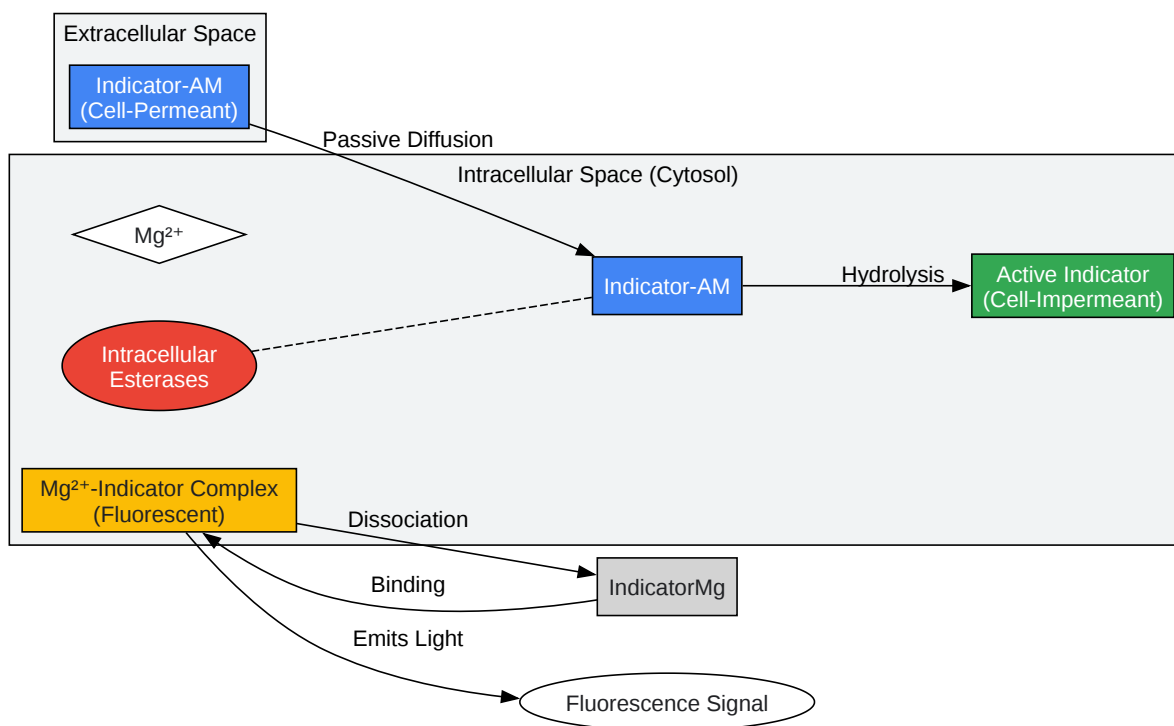 Extracellular Space
Indicator-AM
(Cell-Permeant)
Passive Diffusion
Intracellular Space (Cytosol)
Mg²⁺
Indicator-AM
Hydrolysis
Active Indicator
(Cell-Impermeant)
Intracellular
Esterases
Mg²⁺-Indicator Complex
(Fluorescent)
Dissociation
Binding
IndicatorMg
Emits Light
Fluorescence Signal